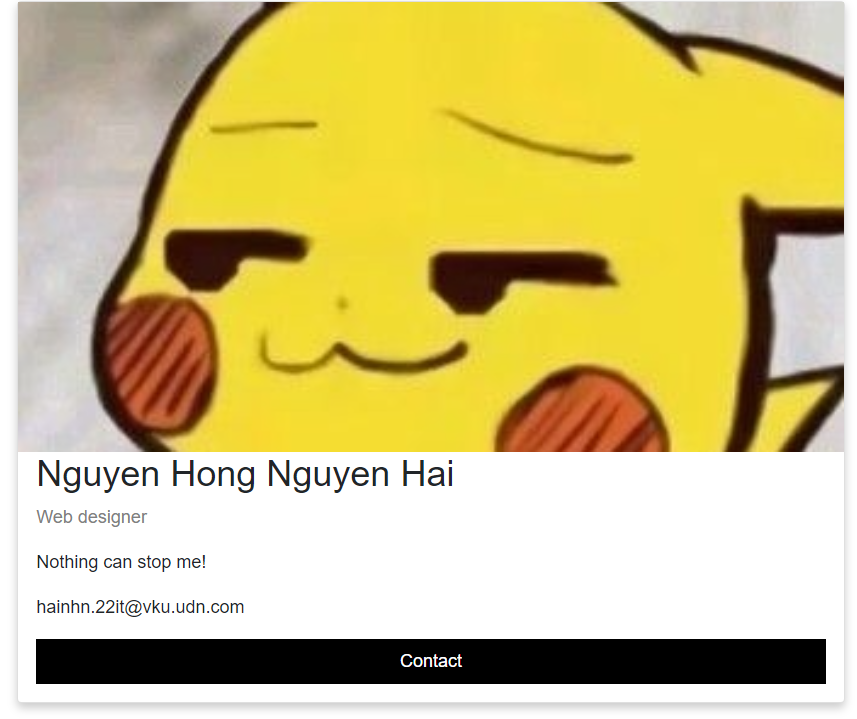 Nguyen Hong Nguyen Hai
Web designer
Nothing can stop me!
hainhn.22it@vku.udn.com
Contact